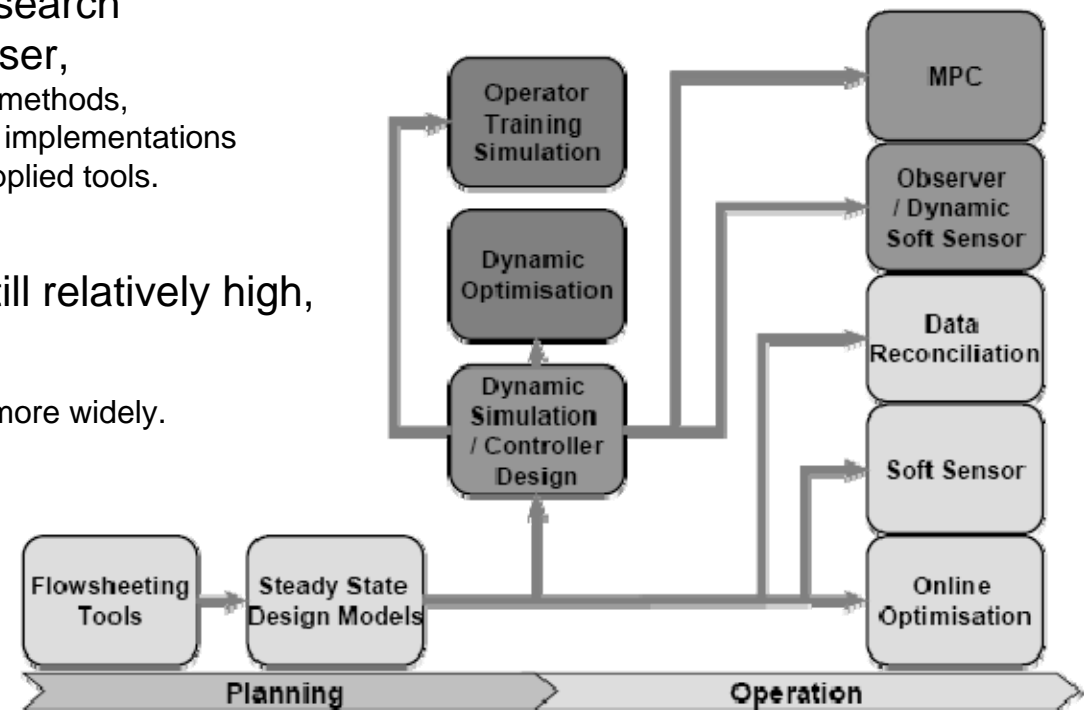 search
ser,
methods,
implementations
plied tools.
ill relatively high,
more widely.
Operator
Training
Simulation
Dynamic
Optimisation
Dynamic
Simulation
/ Controller
Design
Flowsheeting
Tools
Steady State
Design Models
MPC
Observer
/ Dynamic
Soft Sensor
Data
Reconciliation
Soft Sensor
Online
Optimisation
Planning
Operation